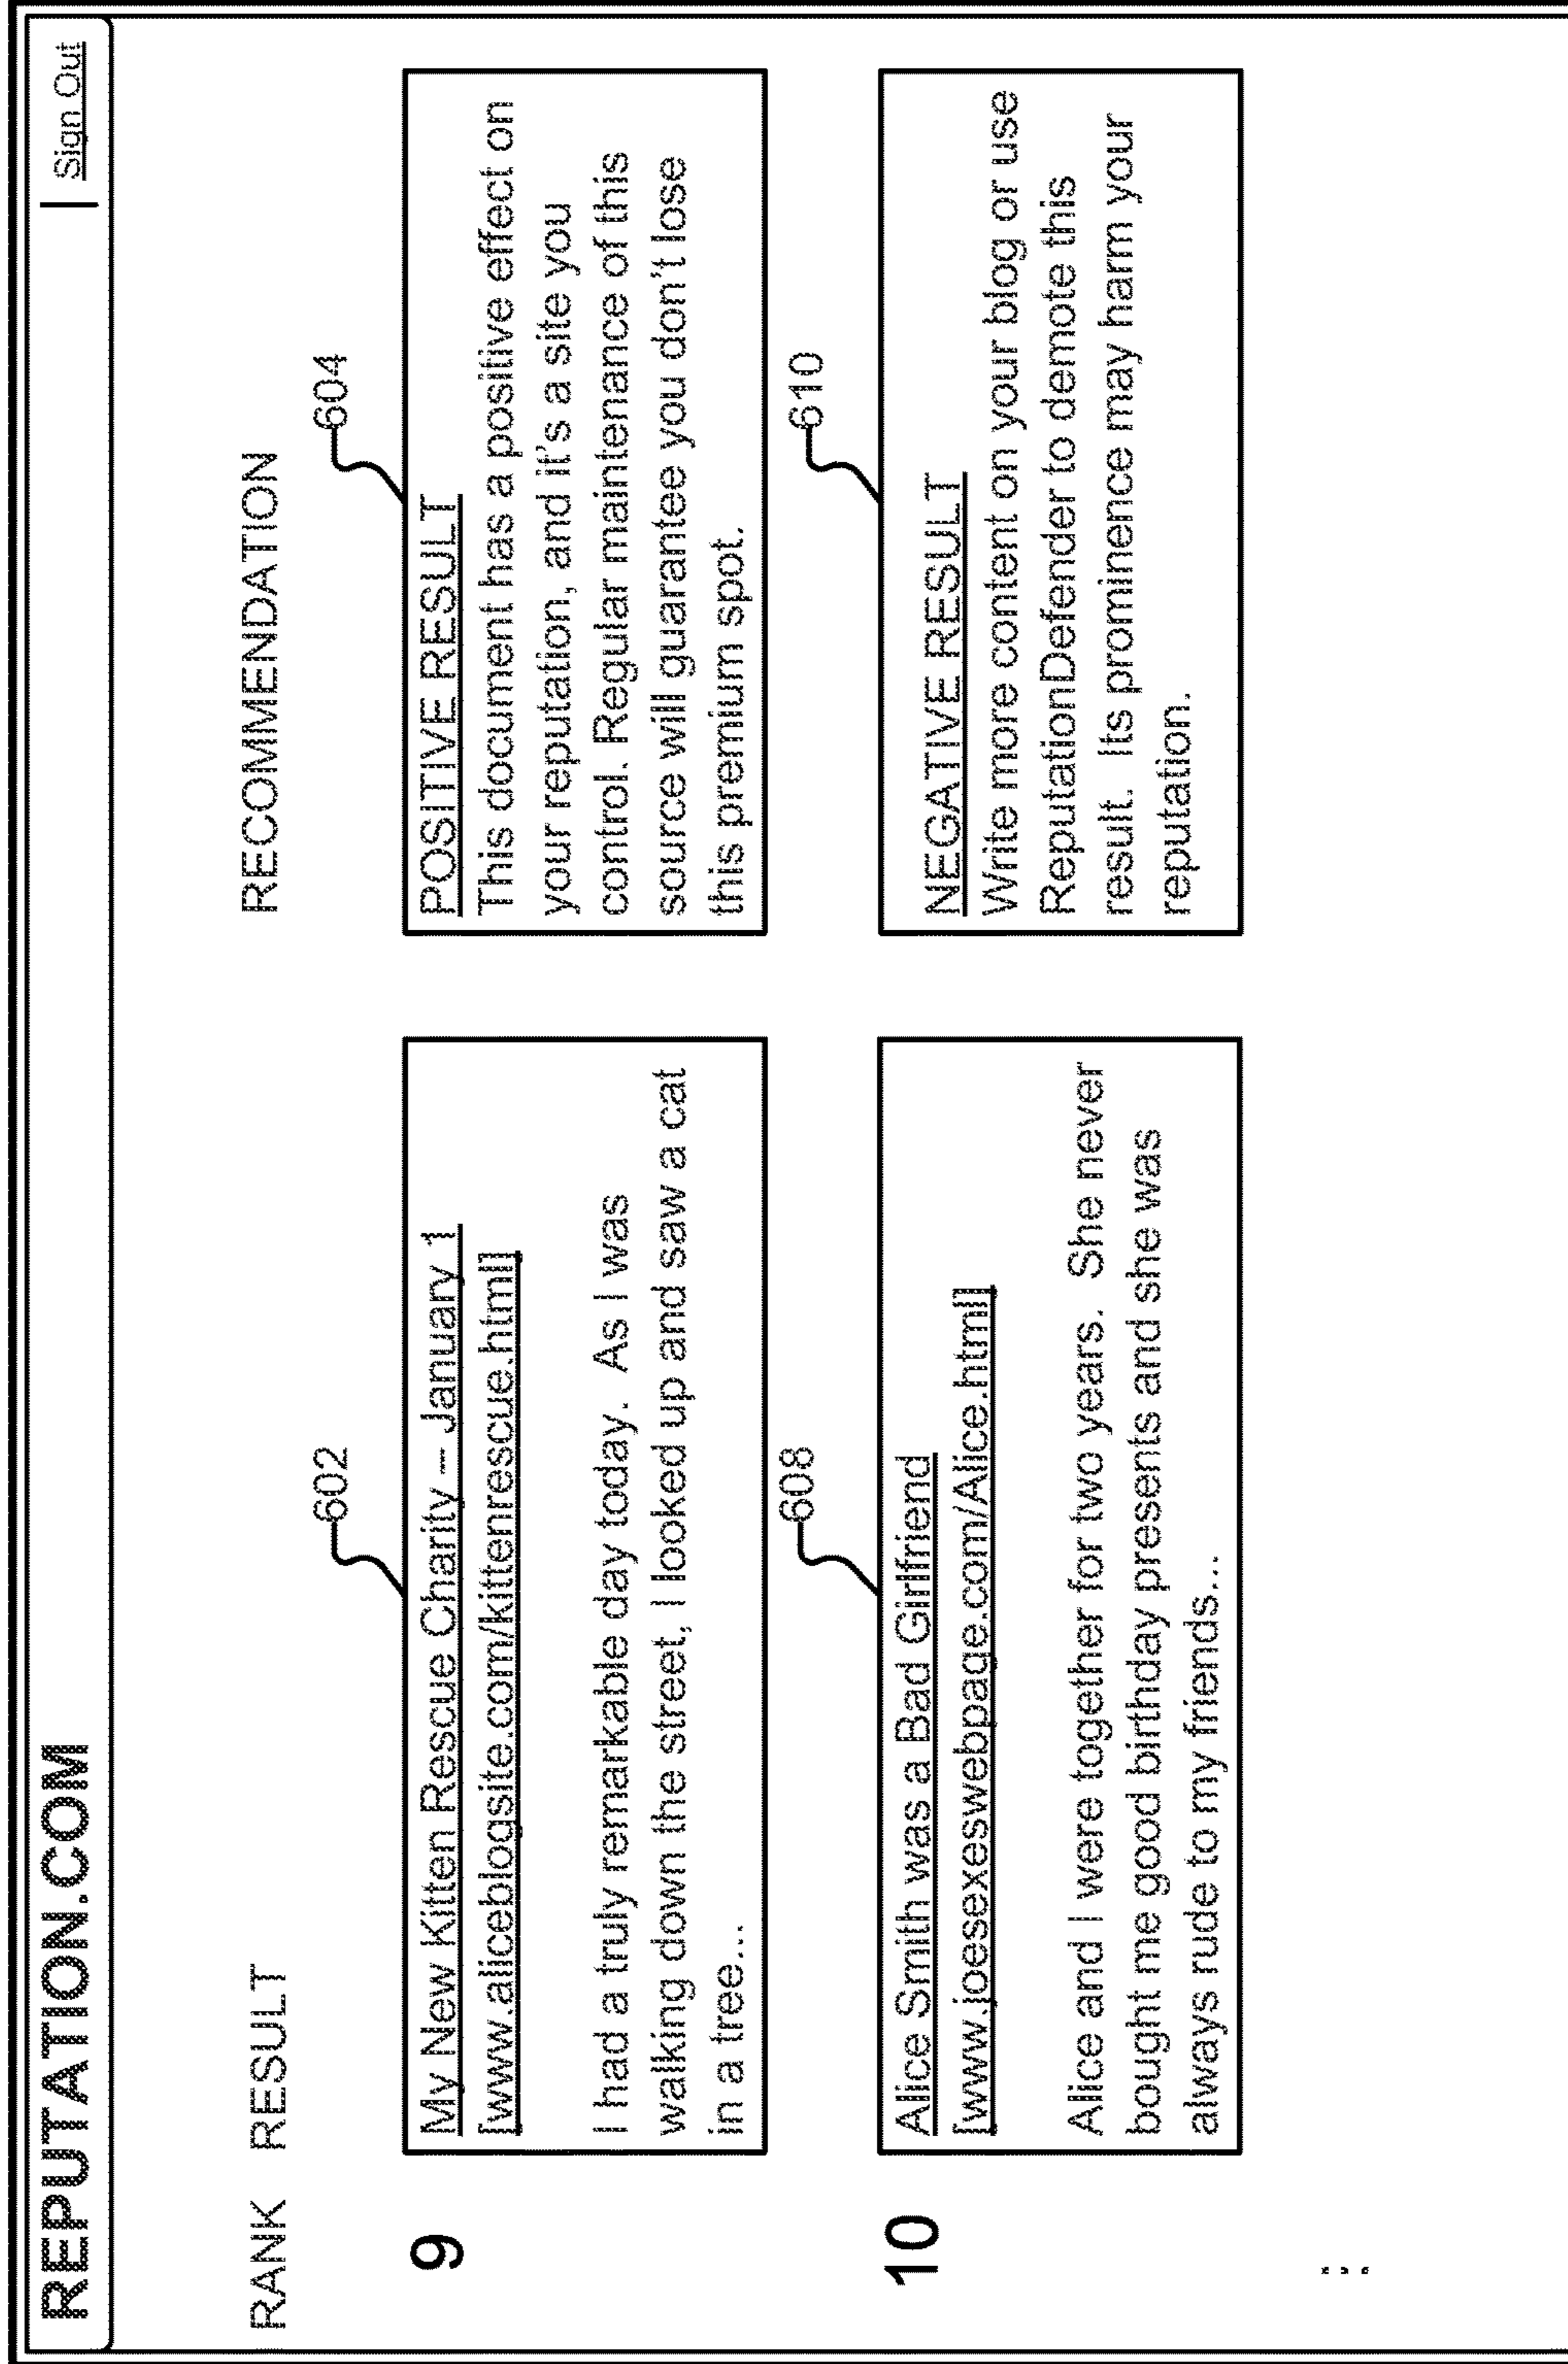 REPUTATION.COM
Sign Out
RANK RESULT
RECOMMENDATION
602
604
9
My New Kitten Rescue Charity – January 1
[www.aliceblogsite.com/kittenrescue.html]
I had a truly remarkable day today. As I was
walking down the street, I looked up and saw a cat
in a tree...
POSITIVE RESULT
This document has a positive effect on
your reputation, and it's a site you
control. Regular maintenance of this
source will guarantee you don't lose
this premium spot.
608
610
10
Alice Smith was a Bad Girlfriend
[www.joesexeswebpage.com/Alice.html]
Alice and I were together for two years. She never
bought me good birthday presents and she was
always rude to my friends...
NEGATIVE RESULT
Write more content on your blog or use
ReputationDefender to demote this
result. Its prominence may harm your
reputation.
...